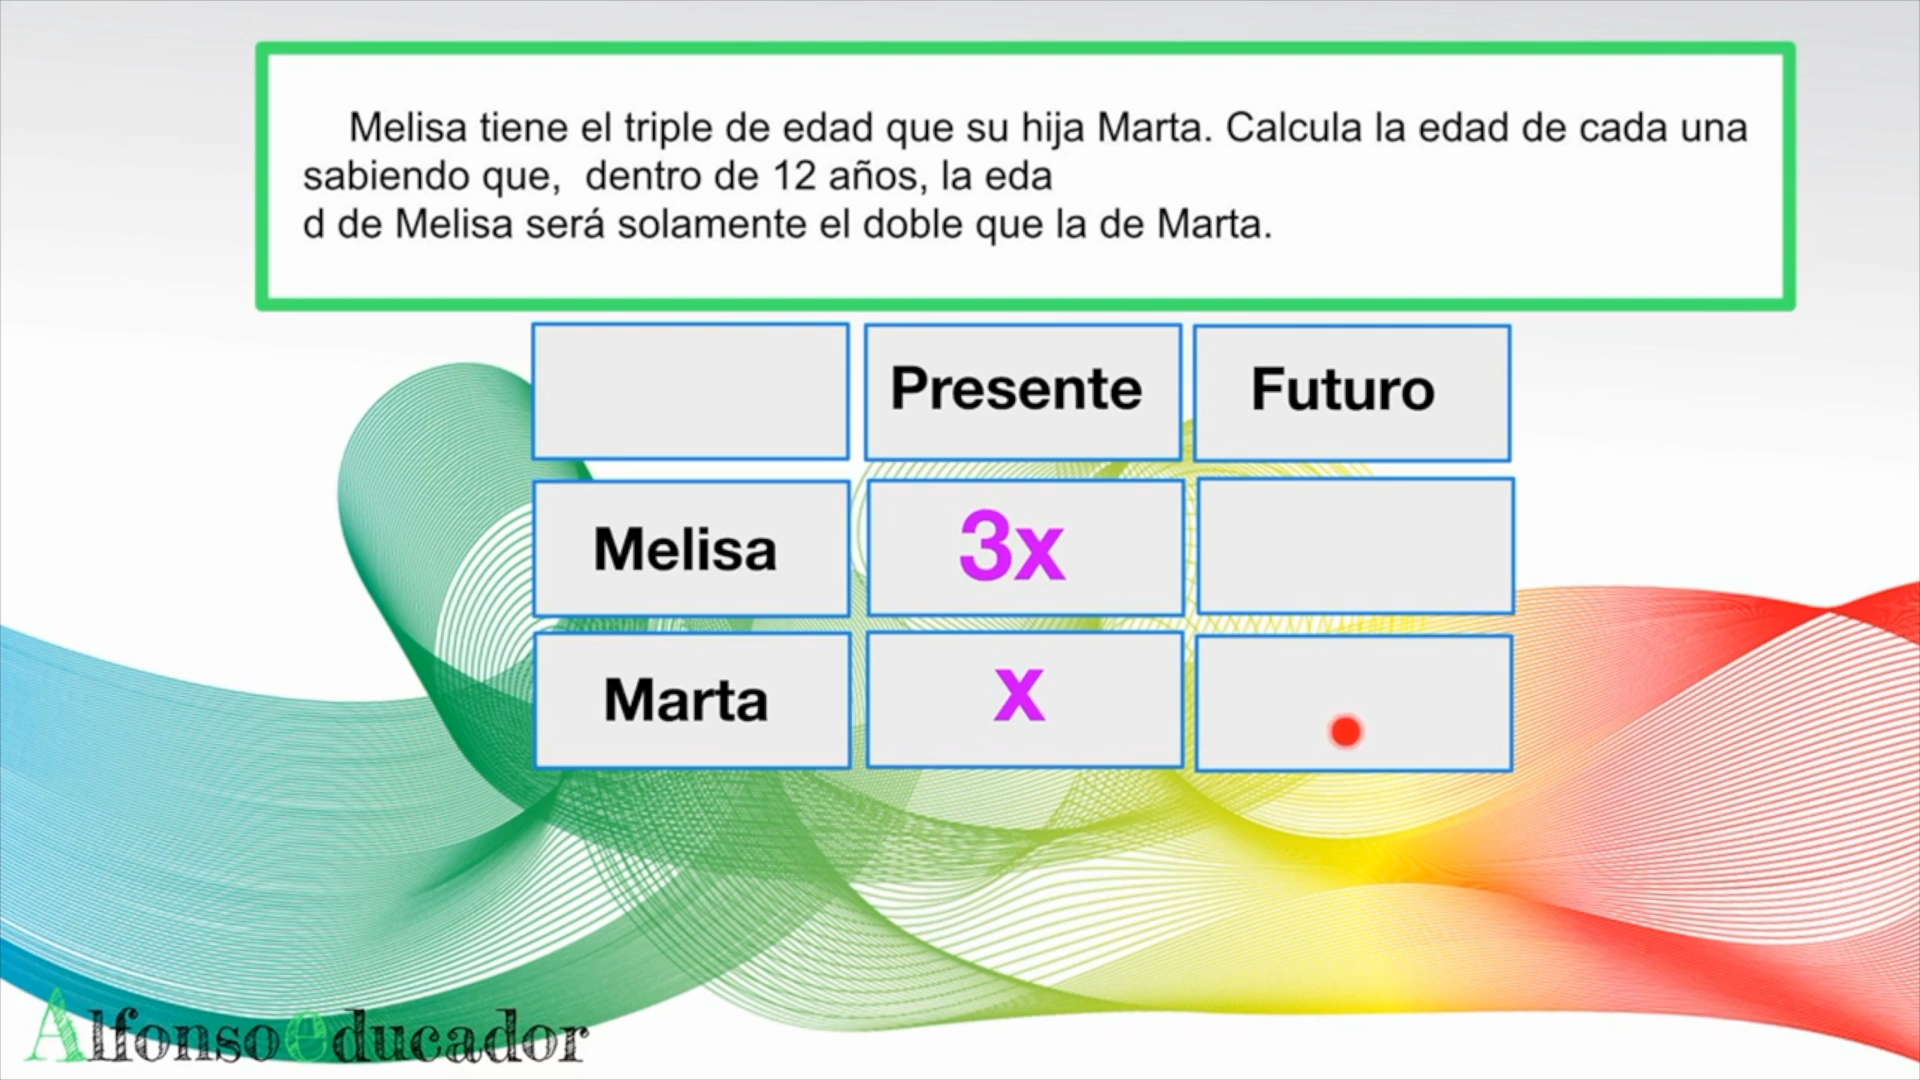 Melisa tiene el triple de edad que su hija Marta. Calcula la edad de cada una
sabiendo que, dentro de 12 años, la eda
d de Melisa será solamente el doble que la de Marta.
Presente Futuro
Melisa 3x
Marta x
Alfonso educador